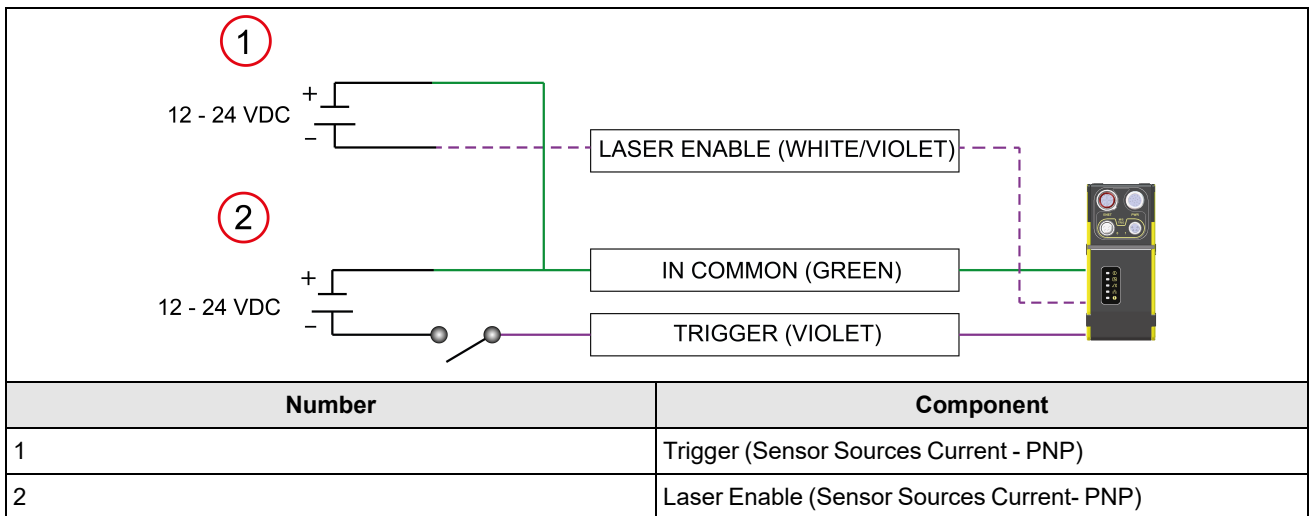 1
+
12 - 24 VDC
−
LASER ENABLE (WHITE/VIOLET)
2
+
12 - 24 VDC
−
IN COMMON (GREEN)
TRIGGER (VIOLET)
Number Component
1 Trigger (Sensor Sources Current - PNP)
2 Laser Enable (Sensor Sources Current- PNP)